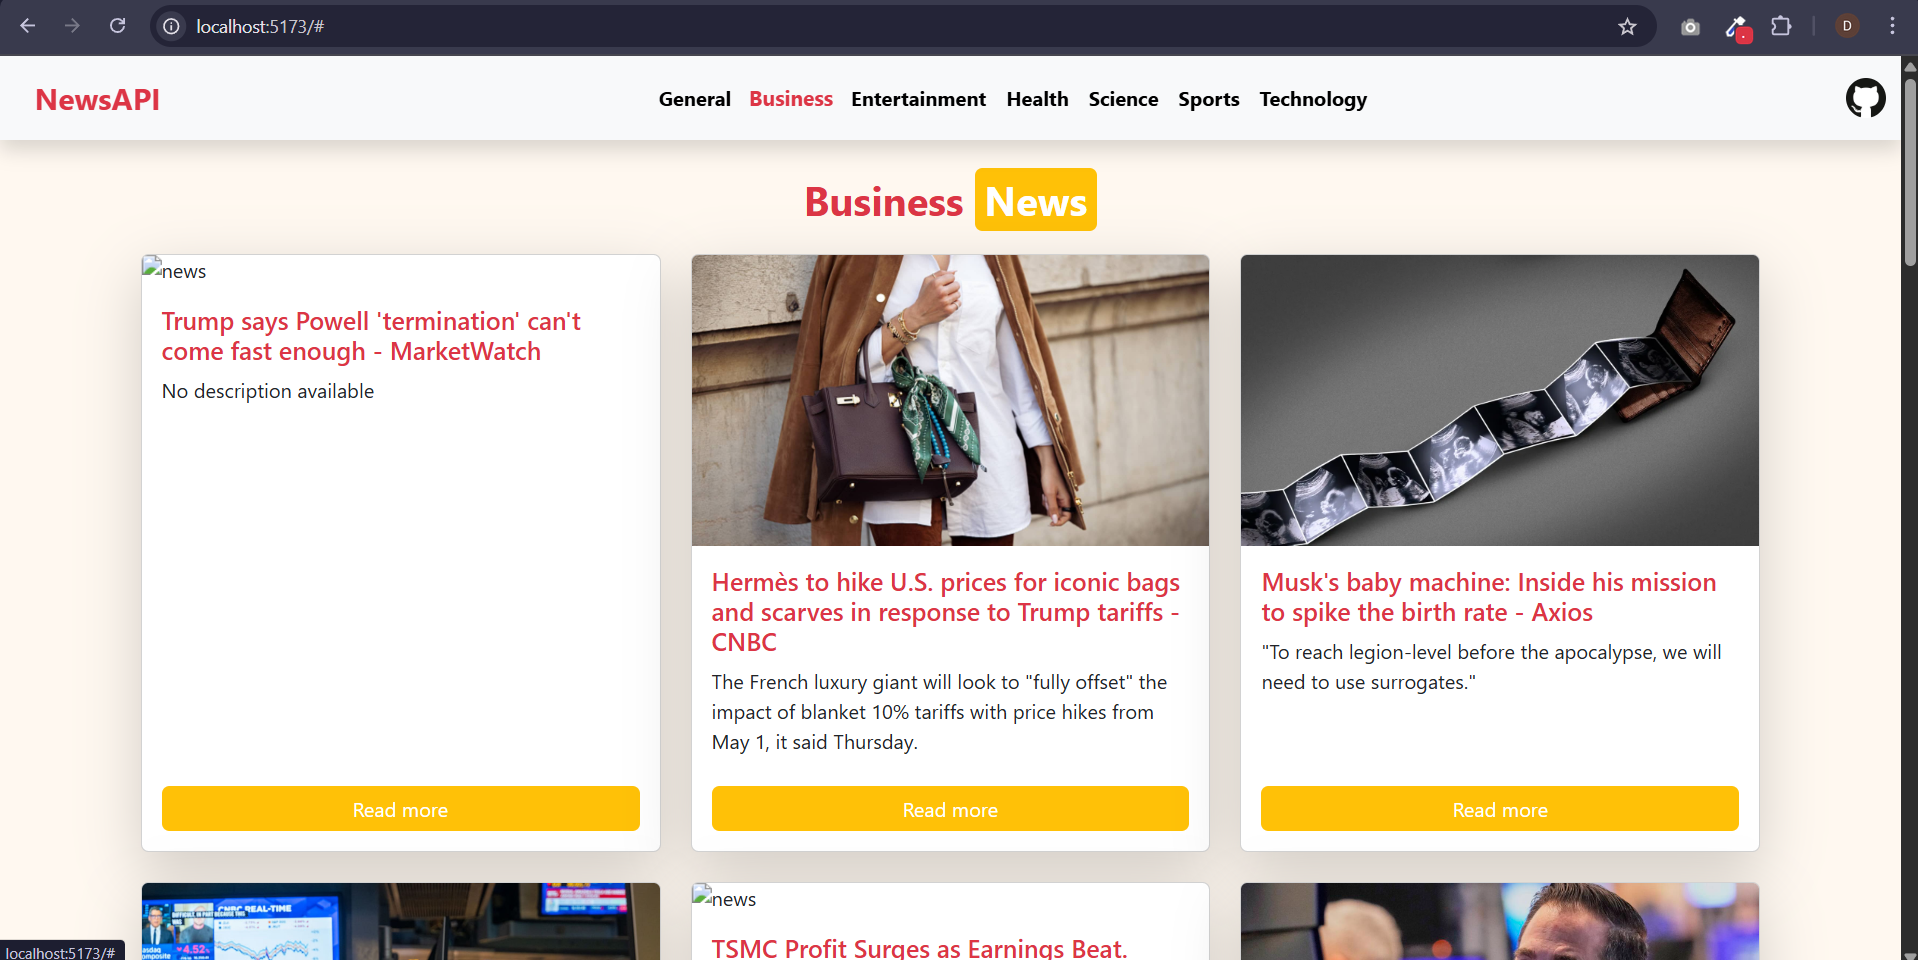 localhost:5173/#
D
NewsAPI
General Business Entertainment Health Science Sports Technology
Business News
news
Trump says Powell 'termination' can't
come fast enough - MarketWatch
No description available
Read more
Hermès to hike U.S. prices for iconic bags
and scarves in response to Trump tariffs -
CNBC
The French luxury giant will look to "fully offset" the
impact of blanket 10% tariffs with price hikes from
May 1, it said Thursday.
Read more
Musk's baby machine: Inside his mission
to spike the birth rate - Axios
"To reach legion-level before the apocalypse, we will
need to use surrogates."
Read more
CNBC REAL-TIME
4.52%
news
TSMC Profit Surges as Earnings Beat.
localhost:5173/#